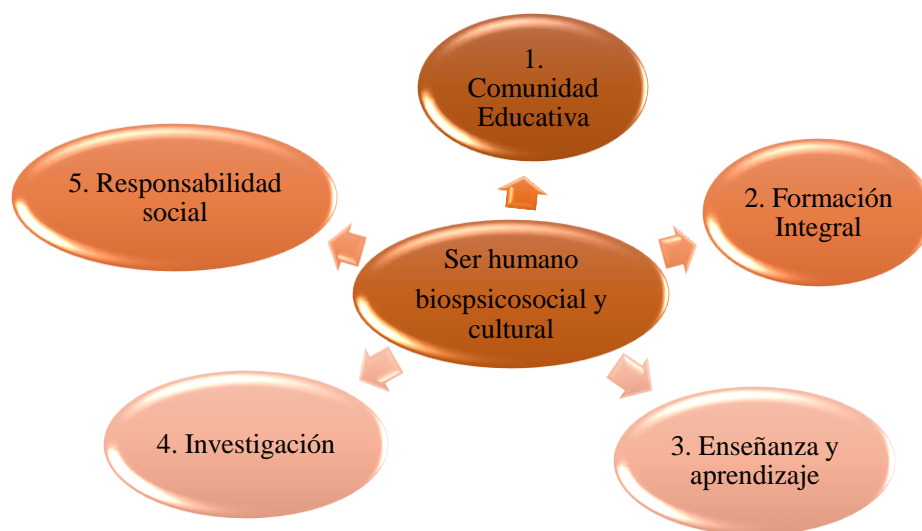 1.
Comunidad
Educativa
5. Responsabilidad
social
2. Formación
Integral
Ser humano
biospsicosocial y
cultural
4. Investigación
3. Enseñanza y
aprendizaje